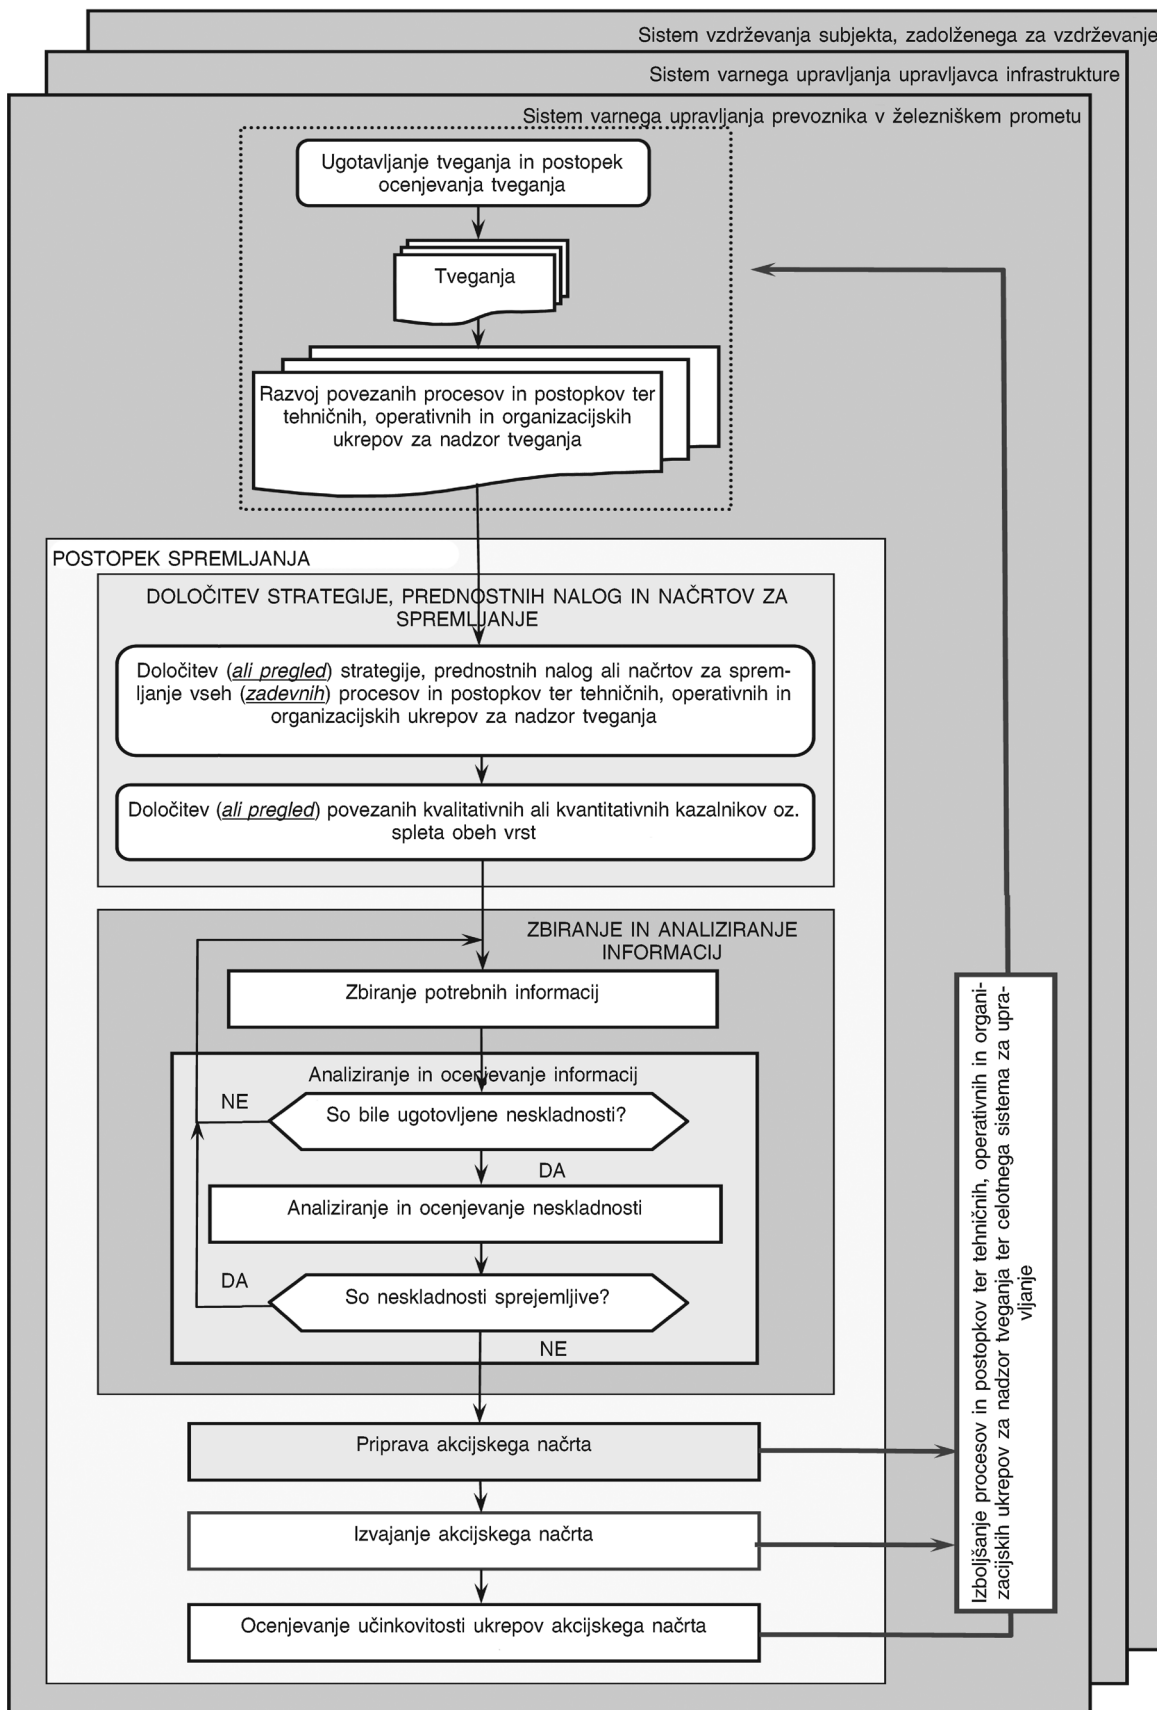 Sistem vzdrževanja subjekta, zadolženega za vzdrževanje
Sistem varnega upravljanja upravljavca infrastrukture
Sistem varnega upravljanja prevoznika v železniškem prometu
Ugotavljanje tveganja in postopek
ocenjevanja tveganja
Tveganja
Razvoj povezanih procesov in postopkov ter
tehničnih, operativnih in organizacijskih
ukrepov za nadzor tveganja
POSTOPEK SPREMLJANJA
DOLOČITEV STRATEGIJE, PREDNOSTNIH NALOG IN NAČRTOV ZA
SPREMLJANJE
Določitev (ali pregled) strategije, prednostnih nalog ali načrtov za sprem-
ljanje vseh (zadevnih) procesov in postopkov ter tehničnih, operativnih in
organizacijskih ukrepov za nadzor tveganja
Določitev (ali pregled) povezanih kvalitativnih ali kvantitativnih kazalnikov oz.
spleta obeh vrst
ZBIRANJE IN ANALIZIRANJE
INFORMACIJ
Zbiranje potrebnih informacij
Analiziranje in ocenjevanje informacij
NE
So bile ugotovljene neskladnosti?
DA
Analiziranje in ocenjevanje neskladnosti
DA
So neskladnosti sprejemljive?
NE
Priprava akcijskega načrta
Izvajanje akcijskega načrta
Ocenjevanje učinkovitosti ukrepov akcijskega načrta
Izboljšanje procesov in postopkov ter tehničnih, operativnih in organi-
zacijskih ukrepov za nadzor tveganja ter celotnega sistema za upra-
vljanje